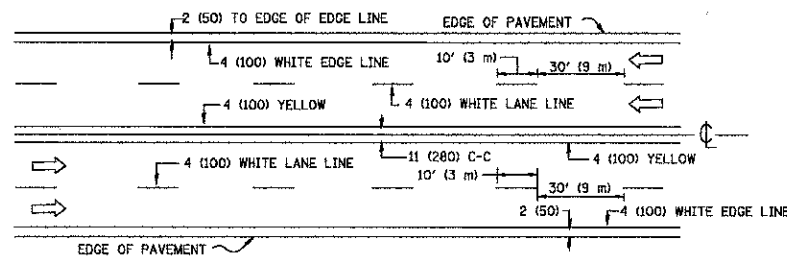 2 (50) TO EDGE OF EDGE LINE
EDGE OF PAVEMENT
4 (100) WHITE EDGE LINE
10' (3 m)
30' (9 m)
4 (100) YELLOW
4 (100) WHITE LANE LINE
℄
4 (100) WHITE LANE LINE
11 (280) C-C
4 (100) YELLOW
10' (3 m)
30' (9 m)
2 (50)
4 (100) WHITE EDGE LINE
EDGE OF PAVEMENT